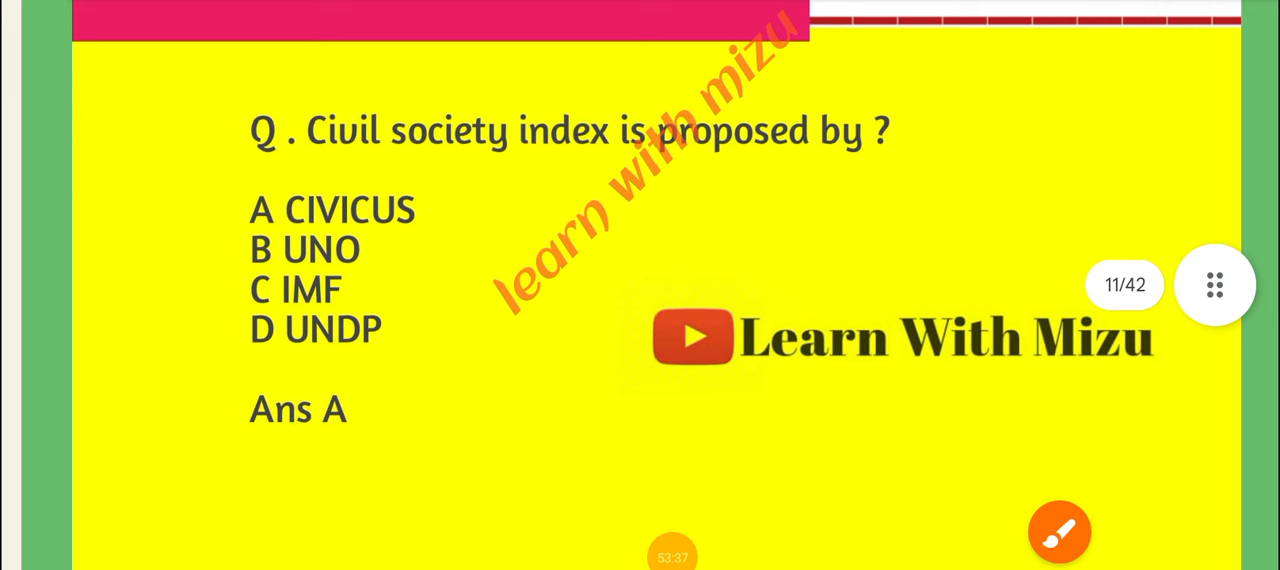 Q . Civil society index is proposed by ?
learn with mizu
A CIVICUS
B UNO
C IMF
D UNDP
11/42
Learn With Mizu
Ans A
53:37